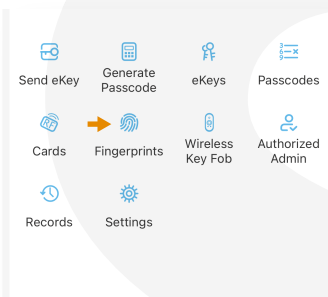 Send eKey
Generate
Passcode
eKeys
Passcodes
Cards
Fingerprints
Wireless
Key Fob
Authorized
Admin
Records
Settings